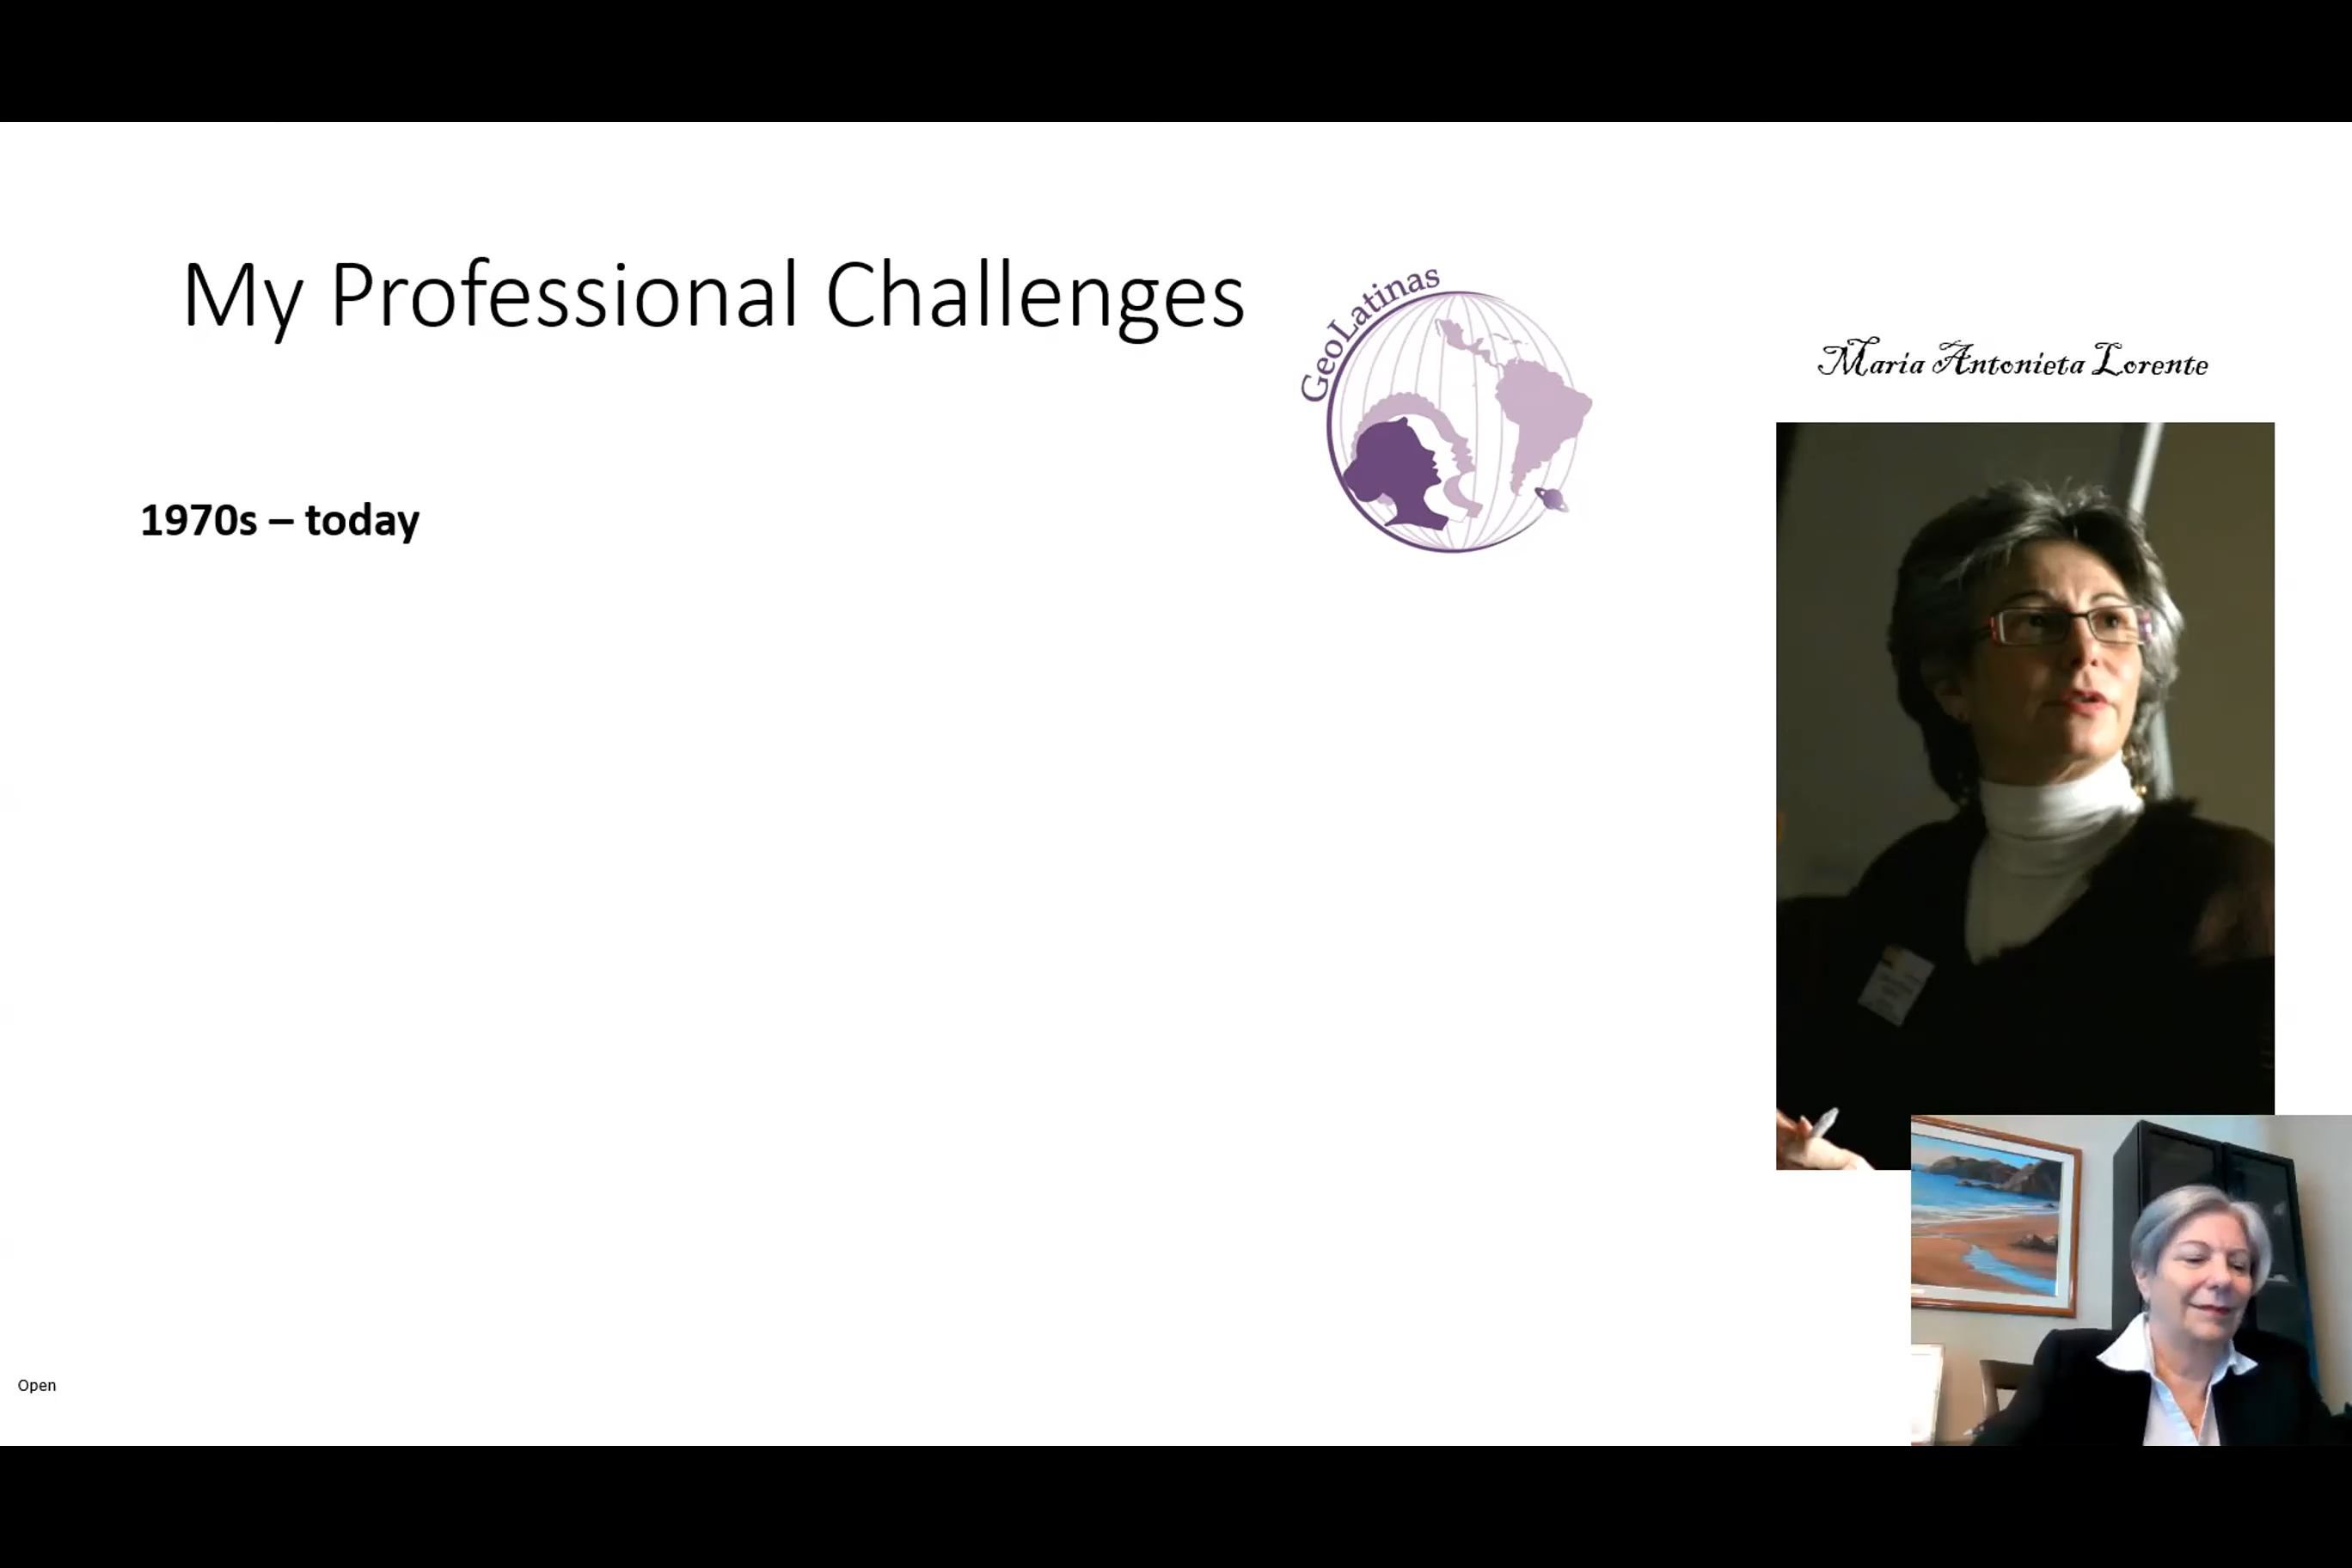 My Professional Challenges
GeoLatinas
Maria Antonieta Lorente
1970s – today
Open